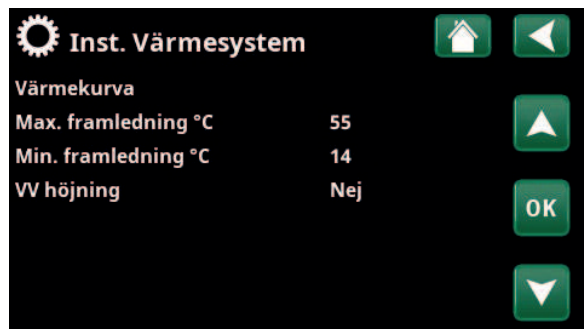 Inst. Värmesystem
Värmekurva
Max. framledning °C 55
Min. framledning °C 14
VV höjning Nej
OK